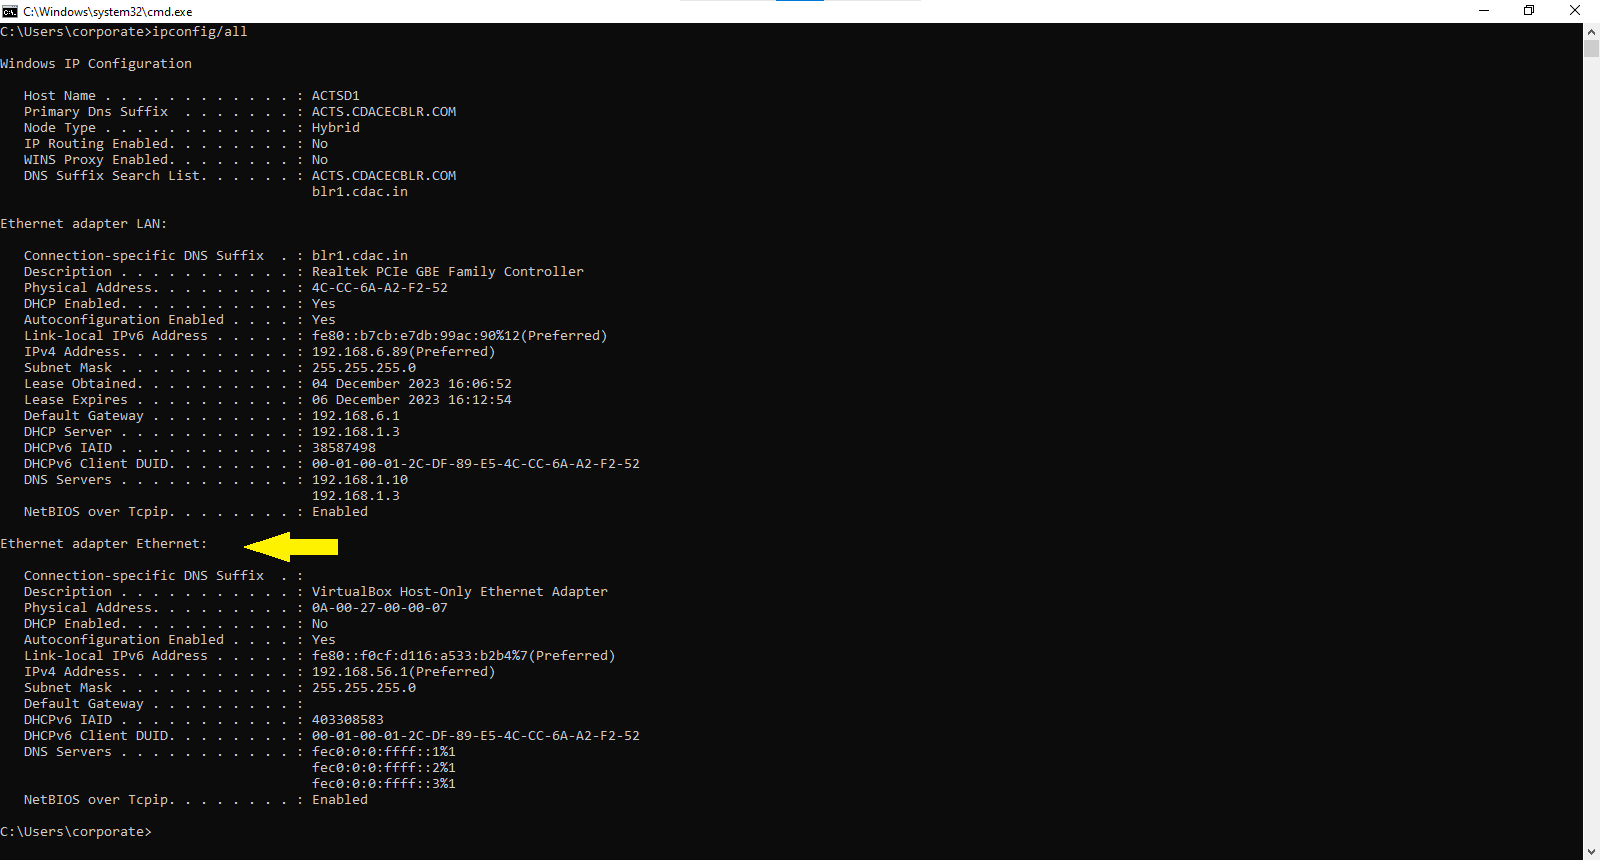 C:\Windows\system32\cmd.exe
C:\Users\corporate>ipconfig/all
Windows IP Configuration
Host Name . . . . . . . . . . . . : ACTSD1
Primary Dns Suffix  . . . . . . . : ACTS.CDACECBLR.COM
Node Type . . . . . . . . . . . . : Hybrid
IP Routing Enabled. . . . . . . . : No
WINS Proxy Enabled. . . . . . . . : No
DNS Suffix Search List. . . . . . : ACTS.CDACECBLR.COM
blr1.cdac.in
Ethernet adapter LAN:
Connection-specific DNS Suffix  . : blr1.cdac.in
Description . . . . . . . . . . . : Realtek PCIe GBE Family Controller
Physical Address. . . . . . . . . : 4C-CC-6A-A2-F2-52
DHCP Enabled. . . . . . . . . . . : Yes
Autoconfiguration Enabled . . . . : Yes
Link-local IPv6 Address . . . . . : fe80::b7cb:e7db:99ac:90%12(Preferred)
IPv4 Address. . . . . . . . . . . : 192.168.6.89(Preferred)
Subnet Mask . . . . . . . . . . . : 255.255.255.0
Lease Obtained. . . . . . . . . . : 04 December 2023 16:06:52
Lease Expires . . . . . . . . . . : 06 December 2023 16:12:54
Default Gateway . . . . . . . . . : 192.168.6.1
DHCP Server . . . . . . . . . . . : 192.168.1.3
DHCPv6 IAID . . . . . . . . . . . : 38587498
DHCPv6 Client DUID. . . . . . . . : 00-01-00-01-2C-DF-89-E5-4C-CC-6A-A2-F2-52
DNS Servers . . . . . . . . . . . : 192.168.1.10
192.168.1.3
NetBIOS over Tcpip. . . . . . . . : Enabled
Ethernet adapter Ethernet:
Connection-specific DNS Suffix  . :
Description . . . . . . . . . . . : VirtualBox Host-Only Ethernet Adapter
Physical Address. . . . . . . . . : 0A-00-27-00-00-07
DHCP Enabled. . . . . . . . . . . : No
Autoconfiguration Enabled . . . . : Yes
Link-local IPv6 Address . . . . . : fe80::f0cf:d116:a533:b2b4%7(Preferred)
IPv4 Address. . . . . . . . . . . : 192.168.56.1(Preferred)
Subnet Mask . . . . . . . . . . . : 255.255.255.0
Default Gateway . . . . . . . . . :
DHCPv6 IAID . . . . . . . . . . . : 403308583
DHCPv6 Client DUID. . . . . . . . : 00-01-00-01-2C-DF-89-E5-4C-CC-6A-A2-F2-52
DNS Servers . . . . . . . . . . . : fec0:0:0:ffff::1%1
fec0:0:0:ffff::2%1
fec0:0:0:ffff::3%1
NetBIOS over Tcpip. . . . . . . . : Enabled
C:\Users\corporate>